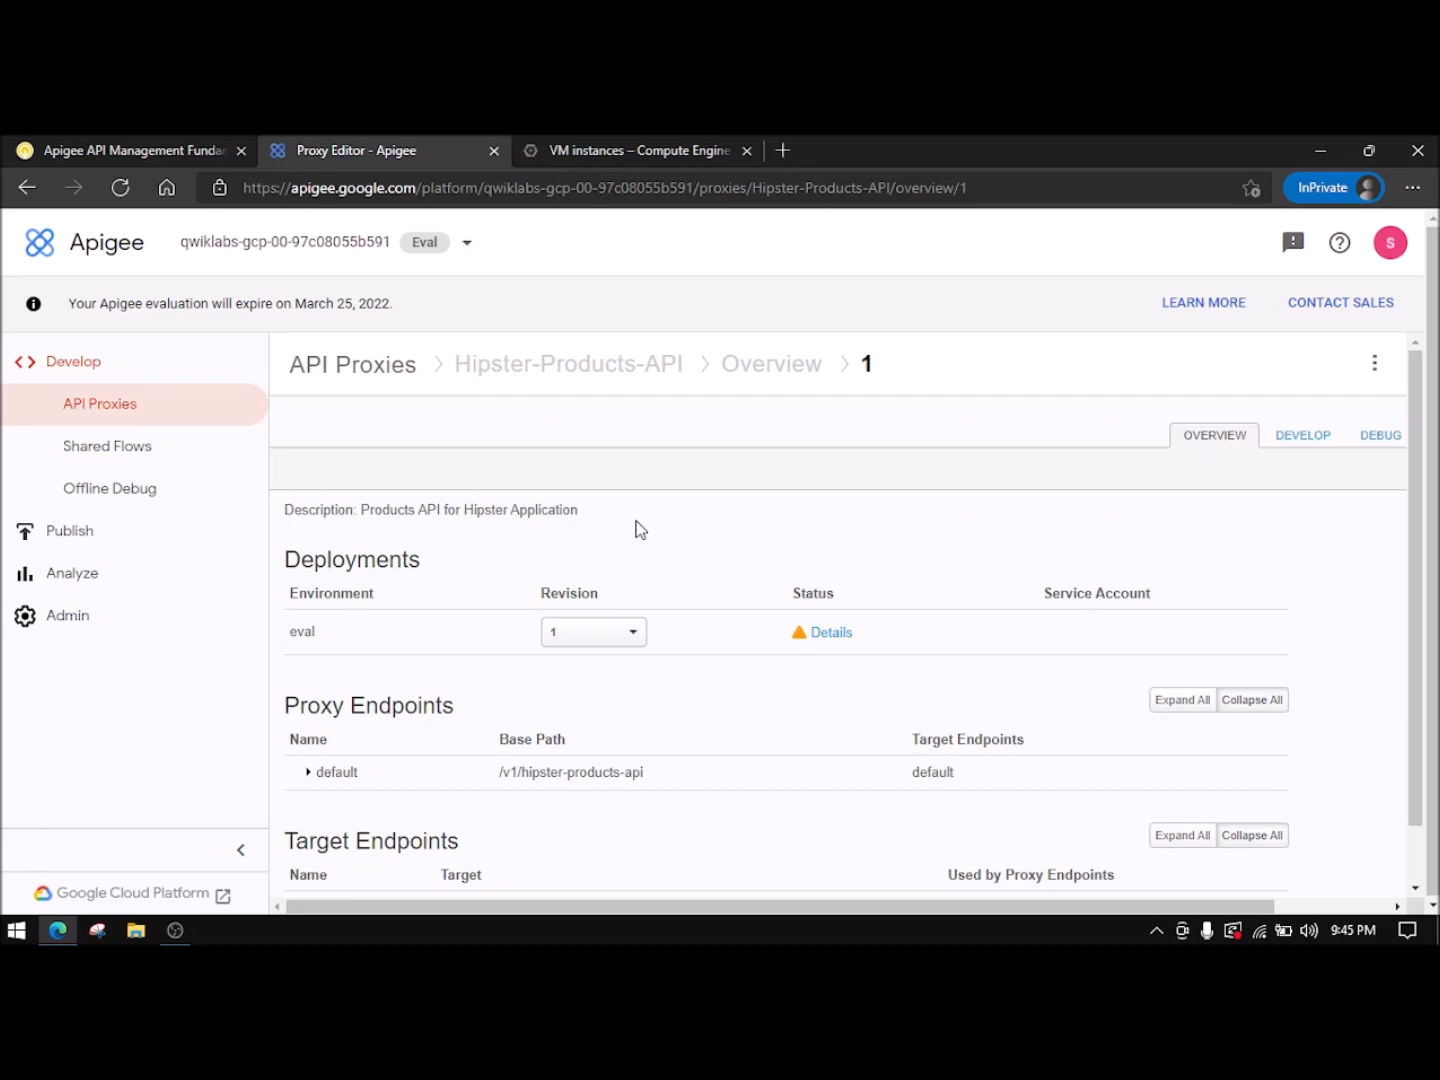 Apigee API Management Funda
Proxy Editor - Apigee
VM instances – Compute Engine
https://apigee.google.com/platform/qwiklabs-gcp-00-97c08055b591/proxies/Hipster-Products-API/overview/1
InPrivate
Apigee
qwiklabs-gcp-00-97c08055b591
Eval
S
Your Apigee evaluation will expire on March 25, 2022.
LEARN MORE
CONTACT SALES
Develop
API Proxies
Shared Flows
Offline Debug
Publish
Analyze
Admin
Google Cloud Platform
API Proxies > Hipster-Products-API > Overview > 1
OVERVIEW
DEVELOP
DEBUG
Description: Products API for Hipster Application
Deployments
Environment Revision Status Service Account
eval 1 Details
Proxy Endpoints
Expand All Collapse All
Name Base Path Target Endpoints
default /v1/hipster-products-api default
Target Endpoints
Expand All Collapse All
Name Target Used by Proxy Endpoints
9:45 PM